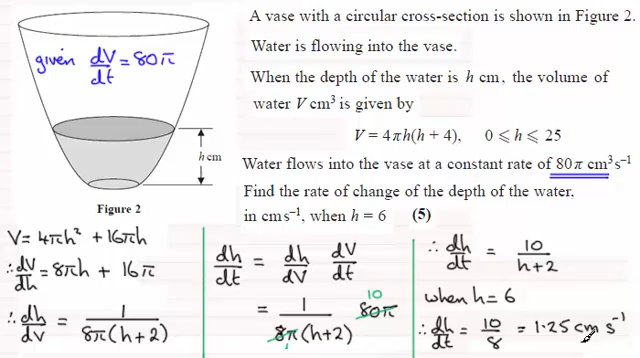 A vase with a circular cross-section is shown in Figure 2.
Water is flowing into the vase.
When the depth of the water is h cm, the volume of
water V cm³ is given by
V = 4πh(h + 4),    0 ⩽ h ⩽ 25
Water flows into the vase at a constant rate of 80π cm³ s⁻¹
Find the rate of change of the depth of the water,
in cm s⁻¹, when h = 6    (5)
given dV/dt = 80π
h cm
Figure 2
V = 4πh² + 16πh
∴ dV/dh = 8πh + 16π
∴ dh/dV = 1/(8π(h+2))
dh/dt = dh/dV dV/dt
= 1/(8π(h+2)) 80π
10
1
∴ dh/dt = 10/(h+2)
when h = 6
∴ dh/dt = 10/8 = 1.25 cm s⁻¹